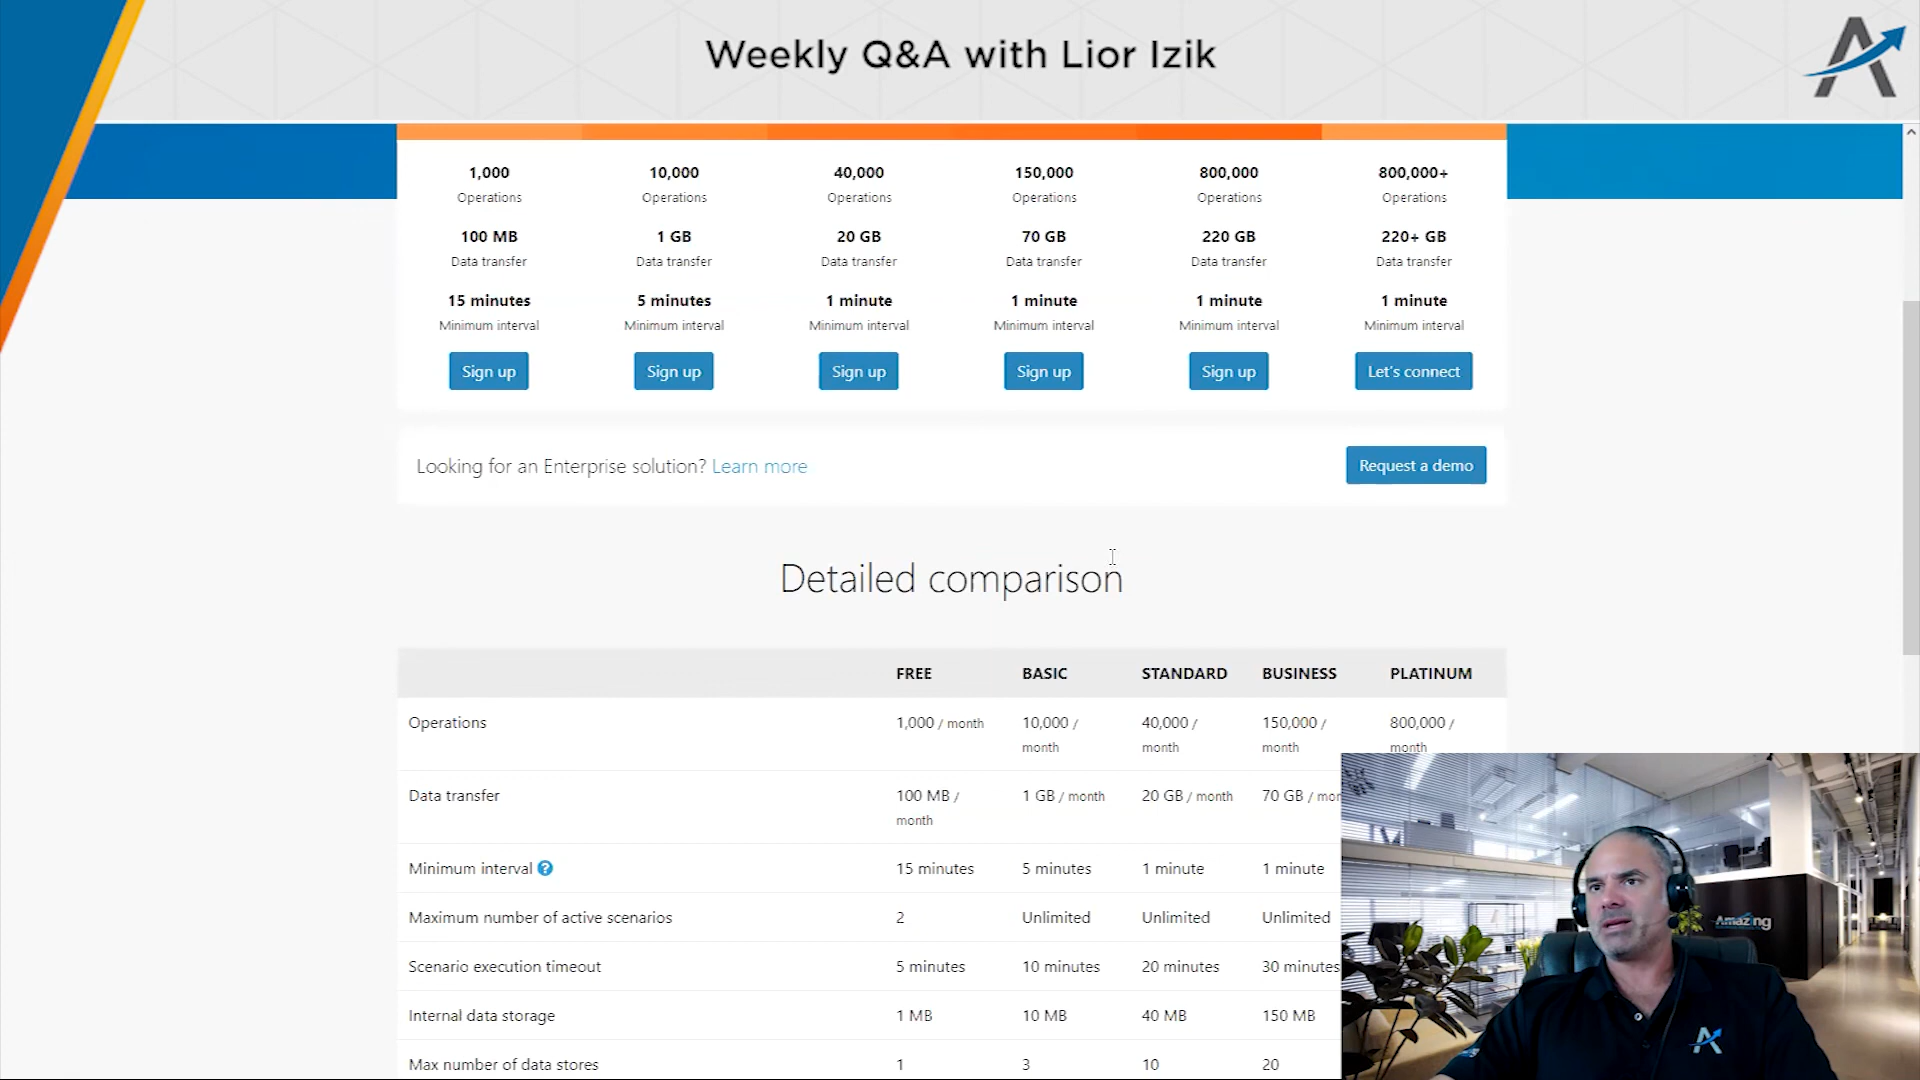 Weekly Q&A with Lior Izik
1,000 10,000 40,000 150,000 800,000 800,000+
Operations Operations Operations Operations Operations Operations
100 MB 1 GB 20 GB 70 GB 220 GB 220+ GB
Data transfer Data transfer Data transfer Data transfer Data transfer Data transfer
15 minutes 5 minutes 1 minute 1 minute 1 minute 1 minute
Minimum interval Minimum interval Minimum interval Minimum interval Minimum interval Minimum interval
Sign up Sign up Sign up Sign up Sign up Let's connect
Looking for an Enterprise solution? Learn more Request a demo
Detailed comparison
FREE BASIC STANDARD BUSINESS PLATINUM
Operations 1,000 / month 10,000 / 40,000 / 150,000 / 800,000 /
month month month month
Data transfer 100 MB / 1 GB / month 20 GB / month 70 GB / mon
month
Minimum interval ? 15 minutes 5 minutes 1 minute 1 minute
Maximum number of active scenarios 2 Unlimited Unlimited Unlimited
Scenario execution timeout 5 minutes 10 minutes 20 minutes 30 minutes
Internal data storage 1 MB 10 MB 40 MB 150 MB
Max number of data stores 1 3 10 20
Amazing